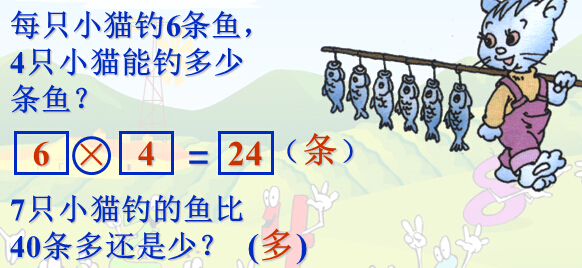 每只小猫钓6条鱼，
4只小猫能钓多少
条鱼？
6 × 4 = 24（条）
7只小猫钓的鱼比
40条多还是少？（多）